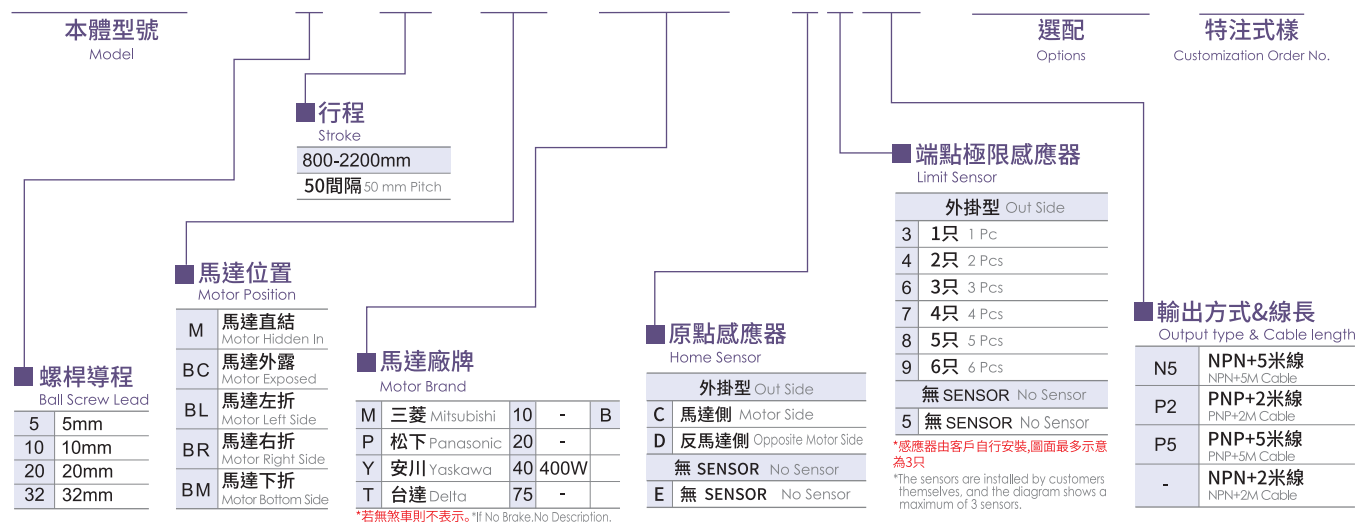 本體型號
Model
選配
Options
特注式樣
Customization Order No.
行程
Stroke
800-2200mm
50間隔 50 mm Pitch
端點極限感應器
Limit Sensor
外掛型 Out Side
3 1只 1 Pc
4 2只 2 Pcs
6 3只 3 Pcs
7 4只 4 Pcs
8 5只 5 Pcs
9 6只 6 Pcs
無 SENSOR No Sensor
5 無 SENSOR No Sensor
*感應器由客戶自行安裝,圖面最多示意
為3只
*The sensors are installed by customers
themselves, and the diagram shows a
maximum of 3 sensors.
馬達位置
Motor Position
M 馬達直結
Motor Hidden In
BC 馬達外露
Motor Exposed
BL 馬達左折
Motor Left Side
BR 馬達右折
Motor Right Side
BM 馬達下折
Motor Bottom Side
輸出方式&線長
Output type & Cable length
N5 NPN+5米線
NPN+5M Cable
P2 PNP+2米線
PNP+2M Cable
P5 PNP+5米線
PNP+5M Cable
- NPN+2米線
NPN+2M Cable
原點感應器
Home Sensor
外掛型 Out Side
C 馬達側 Motor Side
D 反馬達側 Opposite Motor Side
無 SENSOR No Sensor
E 無 SENSOR No Sensor
馬達廠牌
Motor Brand
M 三菱 Mitsubishi 10 - B
P 松下 Panasonic 20 -
Y 安川 Yaskawa 40 400W
T 台達 Delta 75 -
*若無煞車則不表示。*If No Brake,No Description.
螺桿導程
Ball Screw Lead
5 5mm
10 10mm
20 20mm
32 32mm